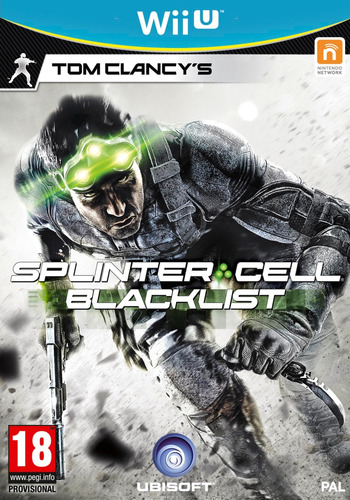 WiiU
TOM CLANCY'S
NINTENDO
NETWORK
SPLINTER CELL
BLACKLIST
18
www.pegi.info
PROVISIONAL
UBISOFT
PAL